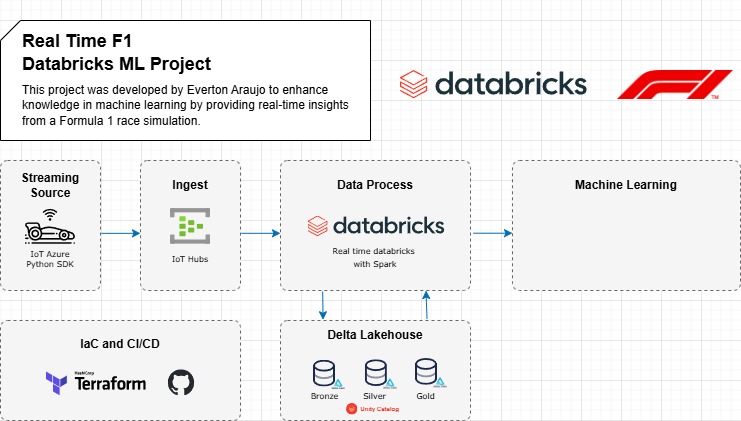 Real Time F1
Databricks ML Project
This project was developed by Everton Araujo to enhance
knowledge in machine learning by providing real-time insights
from a Formula 1 race simulation.
databricks
F1
TM
Streaming
Source
IoT Azure
Python SDK
Ingest
IoT Hubs
Data Process
databricks
Real time databricks
with Spark
Machine Learning
IaC and CI/CD
HashiCorp
Terraform
Delta Lakehouse
Bronze
Silver
Gold
Unity Catalog